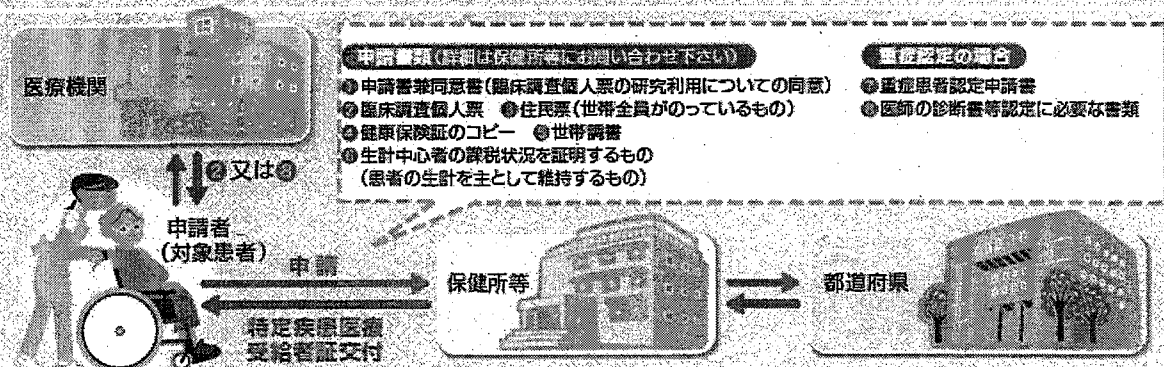 医療機関
申請書類(詳細は保健所等にお問い合わせ下さい)
❶申請書兼同意書(臨床調査個人票の研究利用についての同意)
❷臨床調査個人票 ❸住民票(世帯全員がのっているもの)
❹健康保険証のコピー ❺世帯調書
❻生計中心者の課税状況を証明するもの
(患者の生計を主として維持するもの)
重症認定の場合
❼重症患者認定申請書
❽医師の診断書等認定に必要な書類
❷又は❽
申請者
(対象患者)
申請
特定疾患医療
受給者証交付
保健所等
都道府県